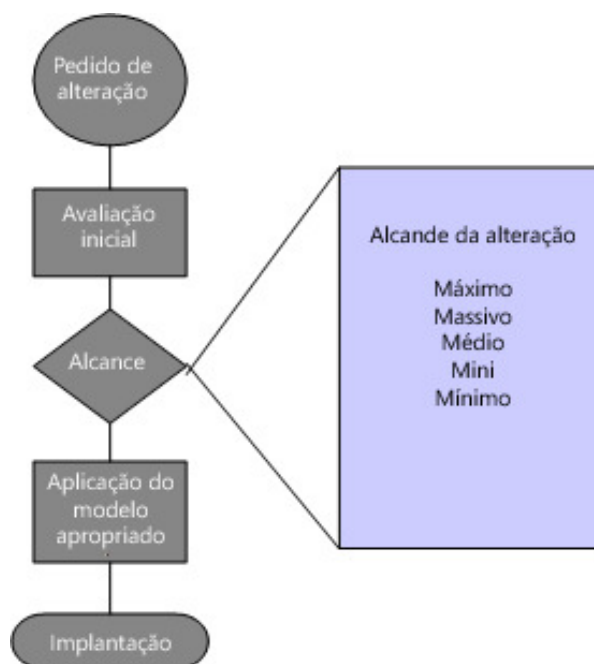 Pedido de
alteração
Avaliação
inicial
Alcance
Aplicação do
modelo
apropriado
Implantação
Alcande da alteração
Máximo
Massivo
Médio
Mini
Mínimo